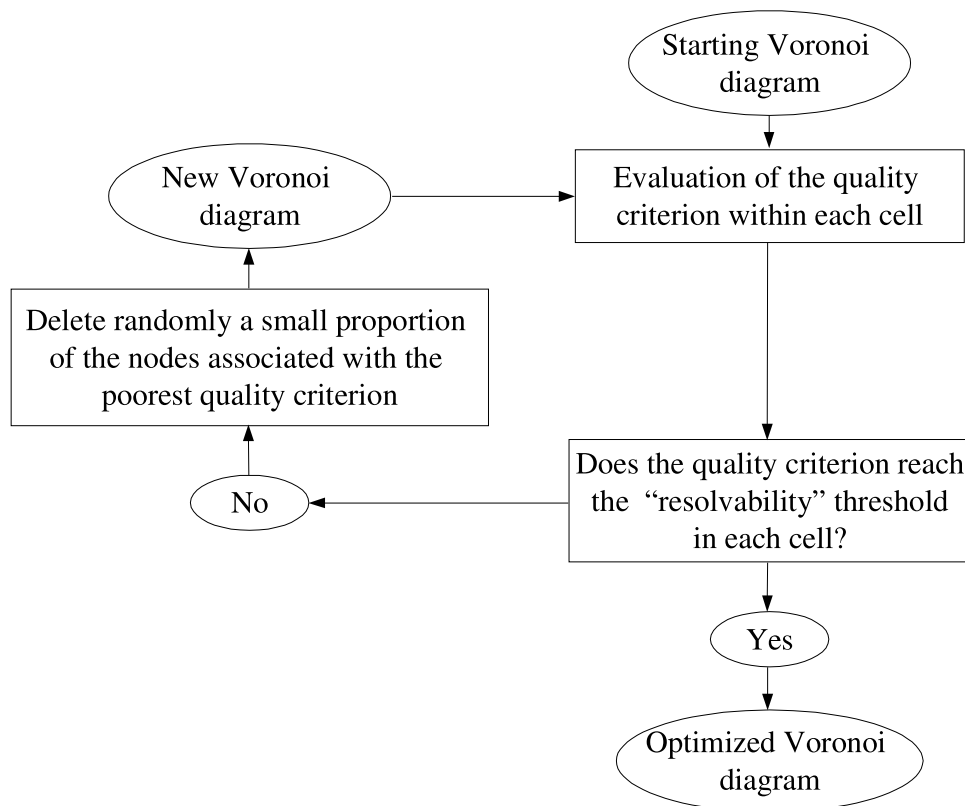 Starting Voronoi
diagram
New Voronoi
diagram
Evaluation of the quality
criterion within each cell
Delete randomly a small proportion
of the nodes associated with the
poorest quality criterion
Does the quality criterion reach
the “resolvability” threshold
in each cell?
No
Yes
Optimized Voronoi
diagram